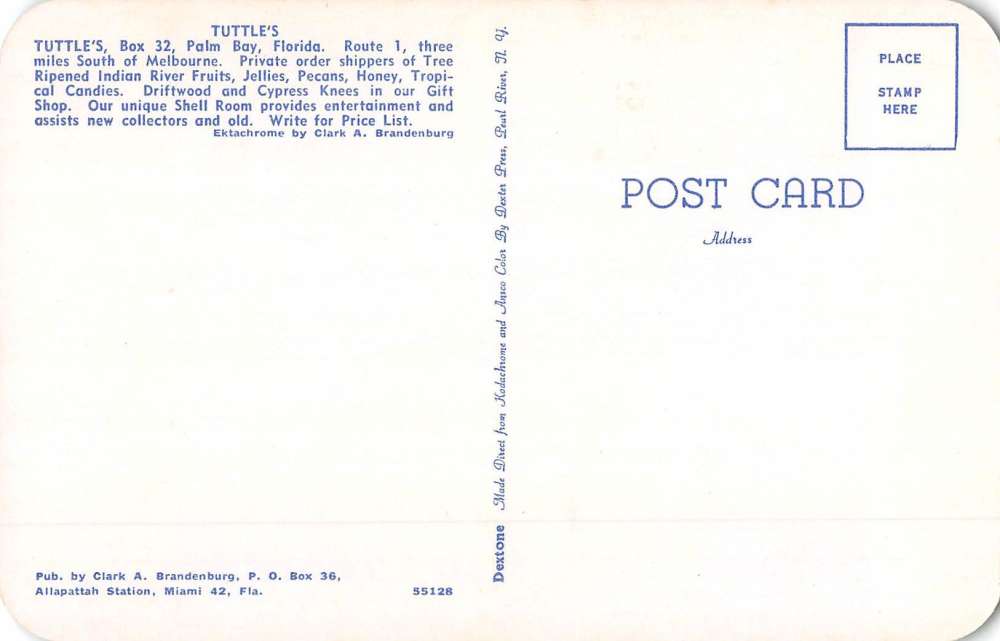 TUTTLE'S
TUTTLE'S, Box 32, Palm Bay, Florida. Route 1, three
miles South of Melbourne. Private order shippers of Tree
Ripened Indian River Fruits, Jellies, Pecans, Honey, Tropi-
cal Candies. Driftwood and Cypress Knees in our Gift
Shop. Our unique Shell Room provides entertainment and
assists new collectors and old. Write for Price List.
Ektachrome by Clark A. Brandenburg
Pub. by Clark A. Brandenburg, P. O. Box 36,
Allapattah Station, Miami 42, Fla. 55128
Dextone Made Direct from Kodachrome and Ansco Color By Dexter Press, Pearl River, N. Y.
PLACE
STAMP
HERE
POST CARD
Address